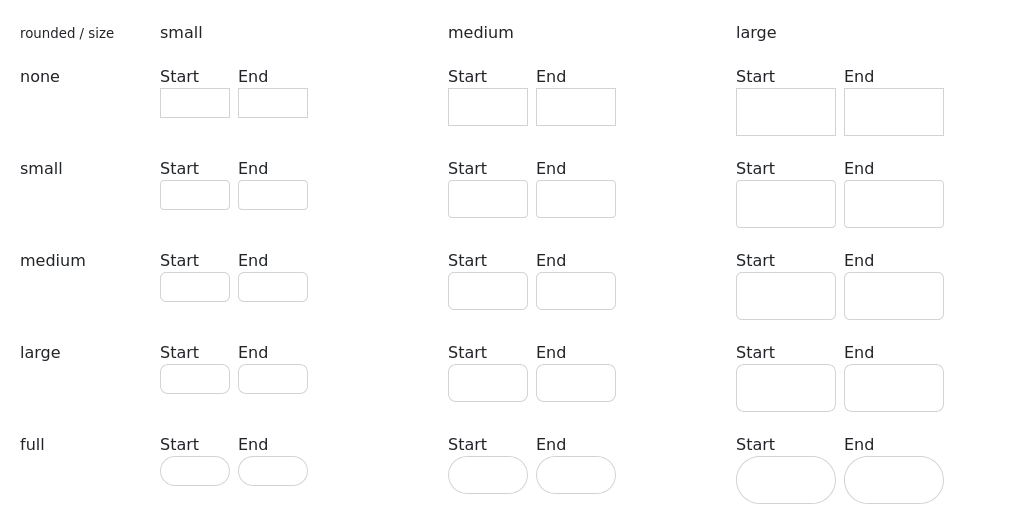 rounded / size small medium large
none Start End Start End Start End
small Start End Start End Start End
medium Start End Start End Start End
large Start End Start End Start End
full Start End Start End Start End